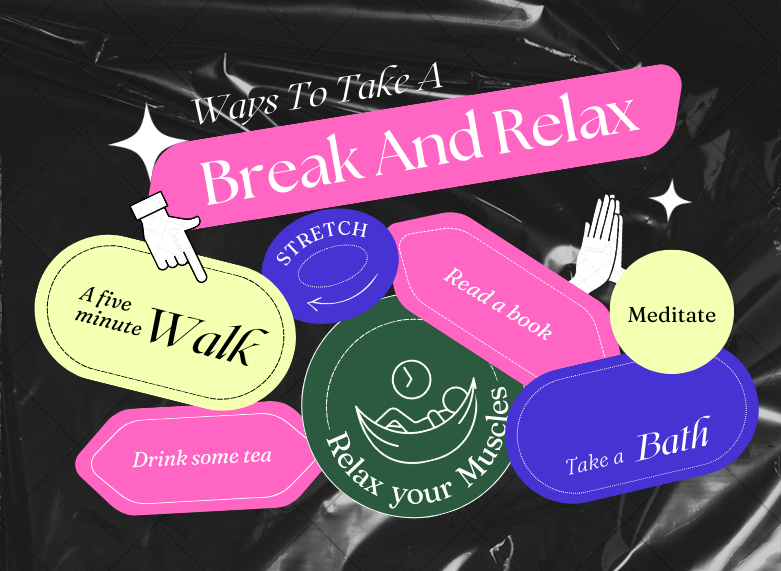 Ways To Take A
Break And Relax
STRETCH
Read a book
A five
minute Walk
Meditate
Drink some tea
Relax your Muscles
Take a Bath